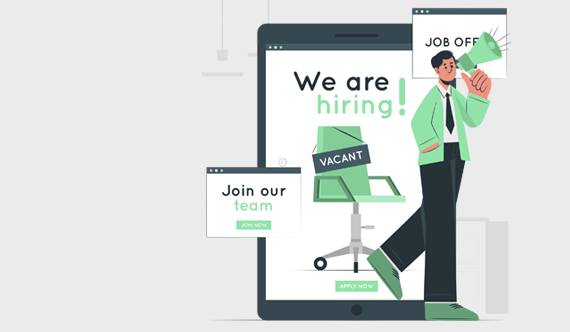 JOB OFF
We are
hiring!
VACANT
Join our
team
JOIN NOW
APPLY NOW